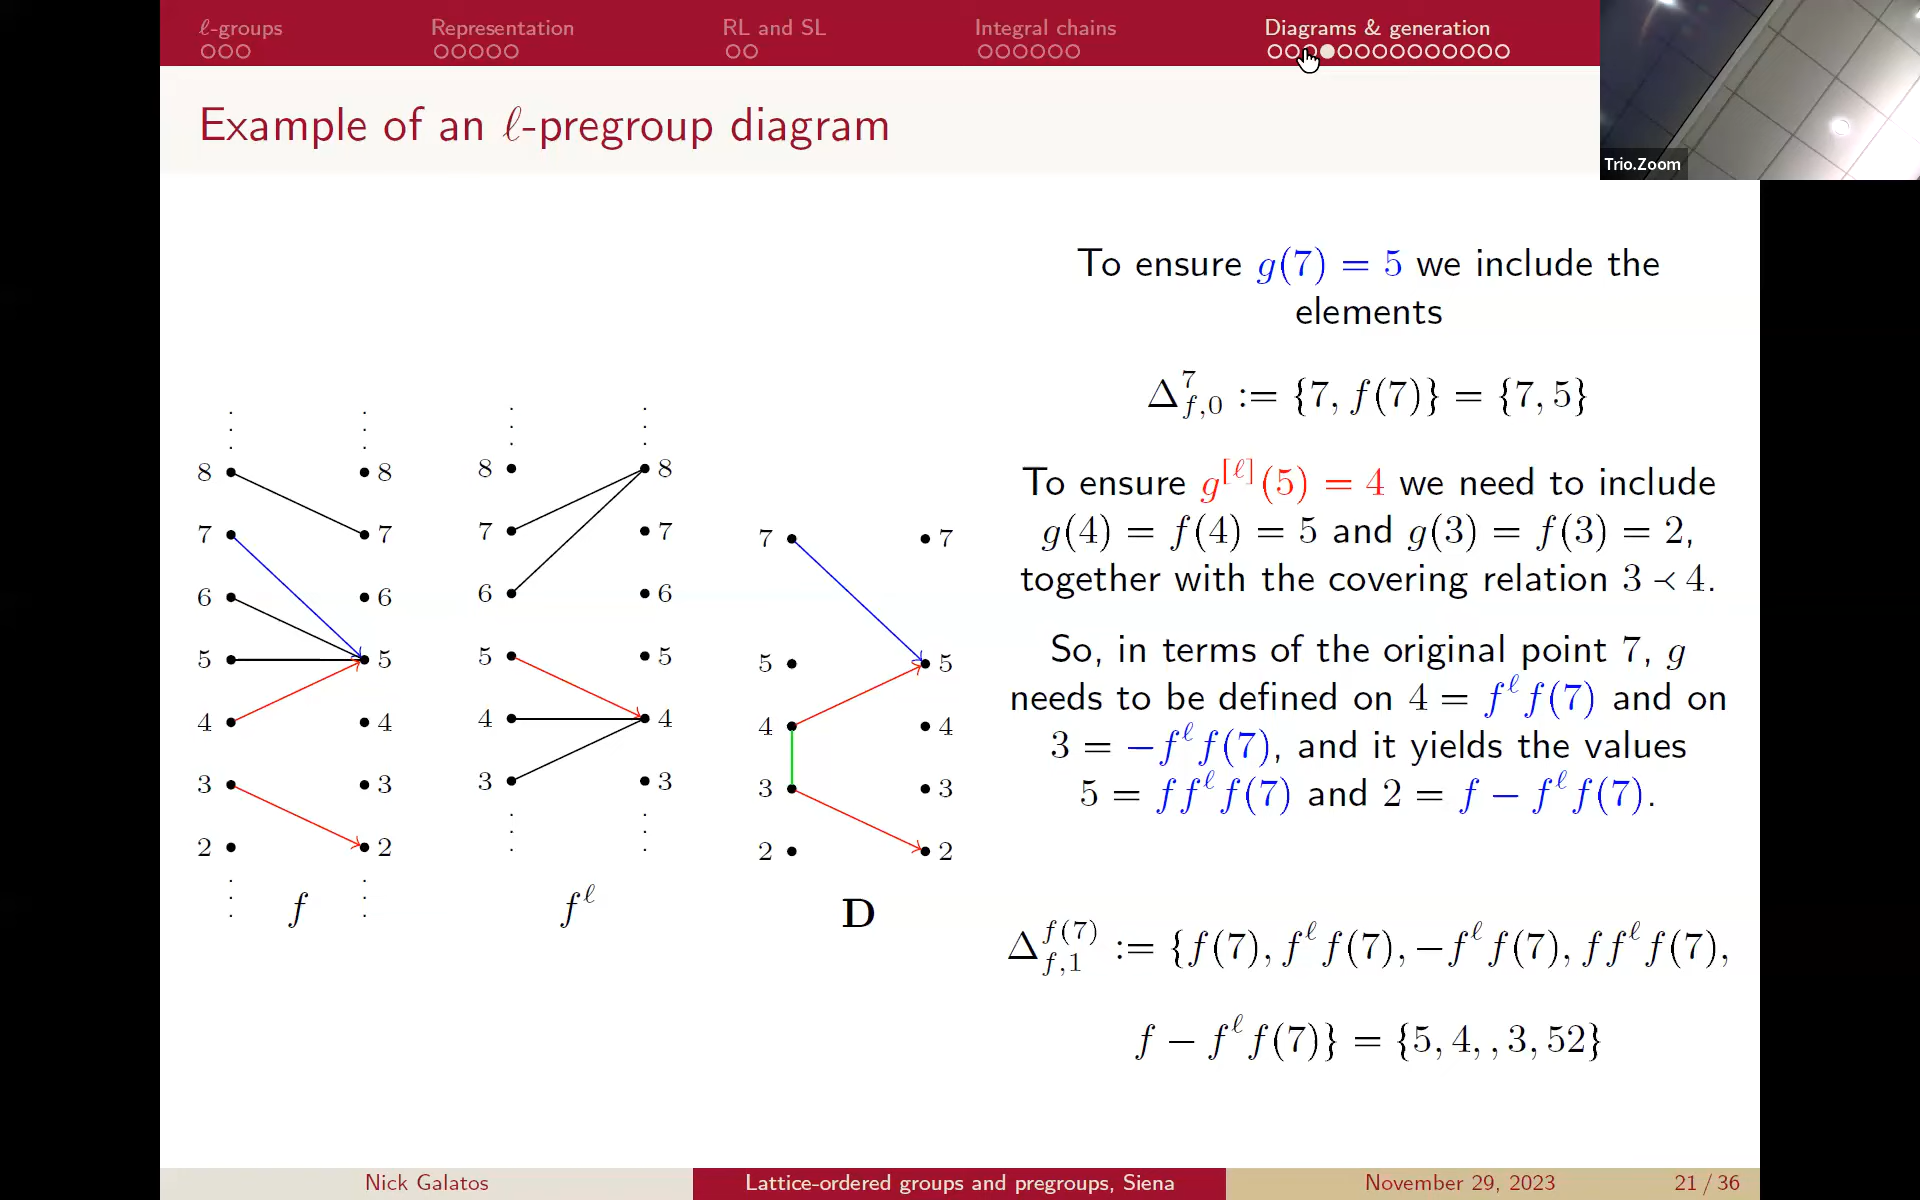 ℓ-groups Representation RL and SL Integral chains Diagrams & generation
Trio.Zoom
Example of an ℓ-pregroup diagram
To ensure g(7) = 5 we include the
elements
Δ^7_{f,0} := {7, f(7)} = {7, 5}
To ensure g^{[ℓ]}(5) = 4 we need to include
g(4) = f(4) = 5 and g(3) = f(3) = 2,
together with the covering relation 3 ≺ 4.
So, in terms of the original point 7, g
needs to be defined on 4 = f^ℓ f(7) and on
3 = −f^ℓ f(7), and it yields the values
5 = f f^ℓ f(7) and 2 = f − f^ℓ f(7).
Δ^{f(7)}_{f,1} := {f(7), f^ℓ f(7), −f^ℓ f(7), f f^ℓ f(7),
f − f^ℓ f(7)} = {5, 4, , 3, 52}
8 8
7 7
6 6
5 5
4 4
3 3
2 2
f
8 8
7 7
6 6
5 5
4 4
3 3
f^ℓ
7 7
5 5
4 4
3 3
2 2
D
Nick Galatos Lattice-ordered groups and pregroups, Siena November 29, 2023 21 / 36